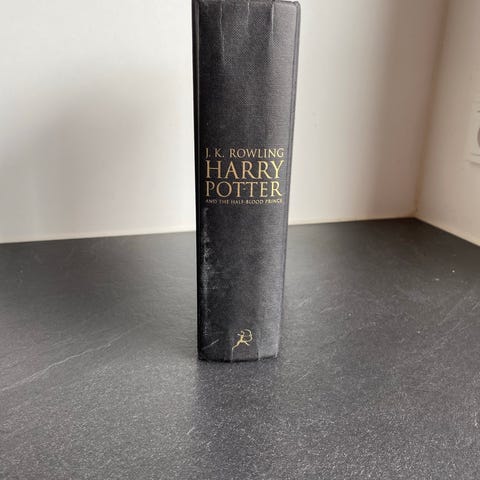 J. K. ROWLING
HARRY
POTTER
AND THE HALF-BLOOD PRINCE